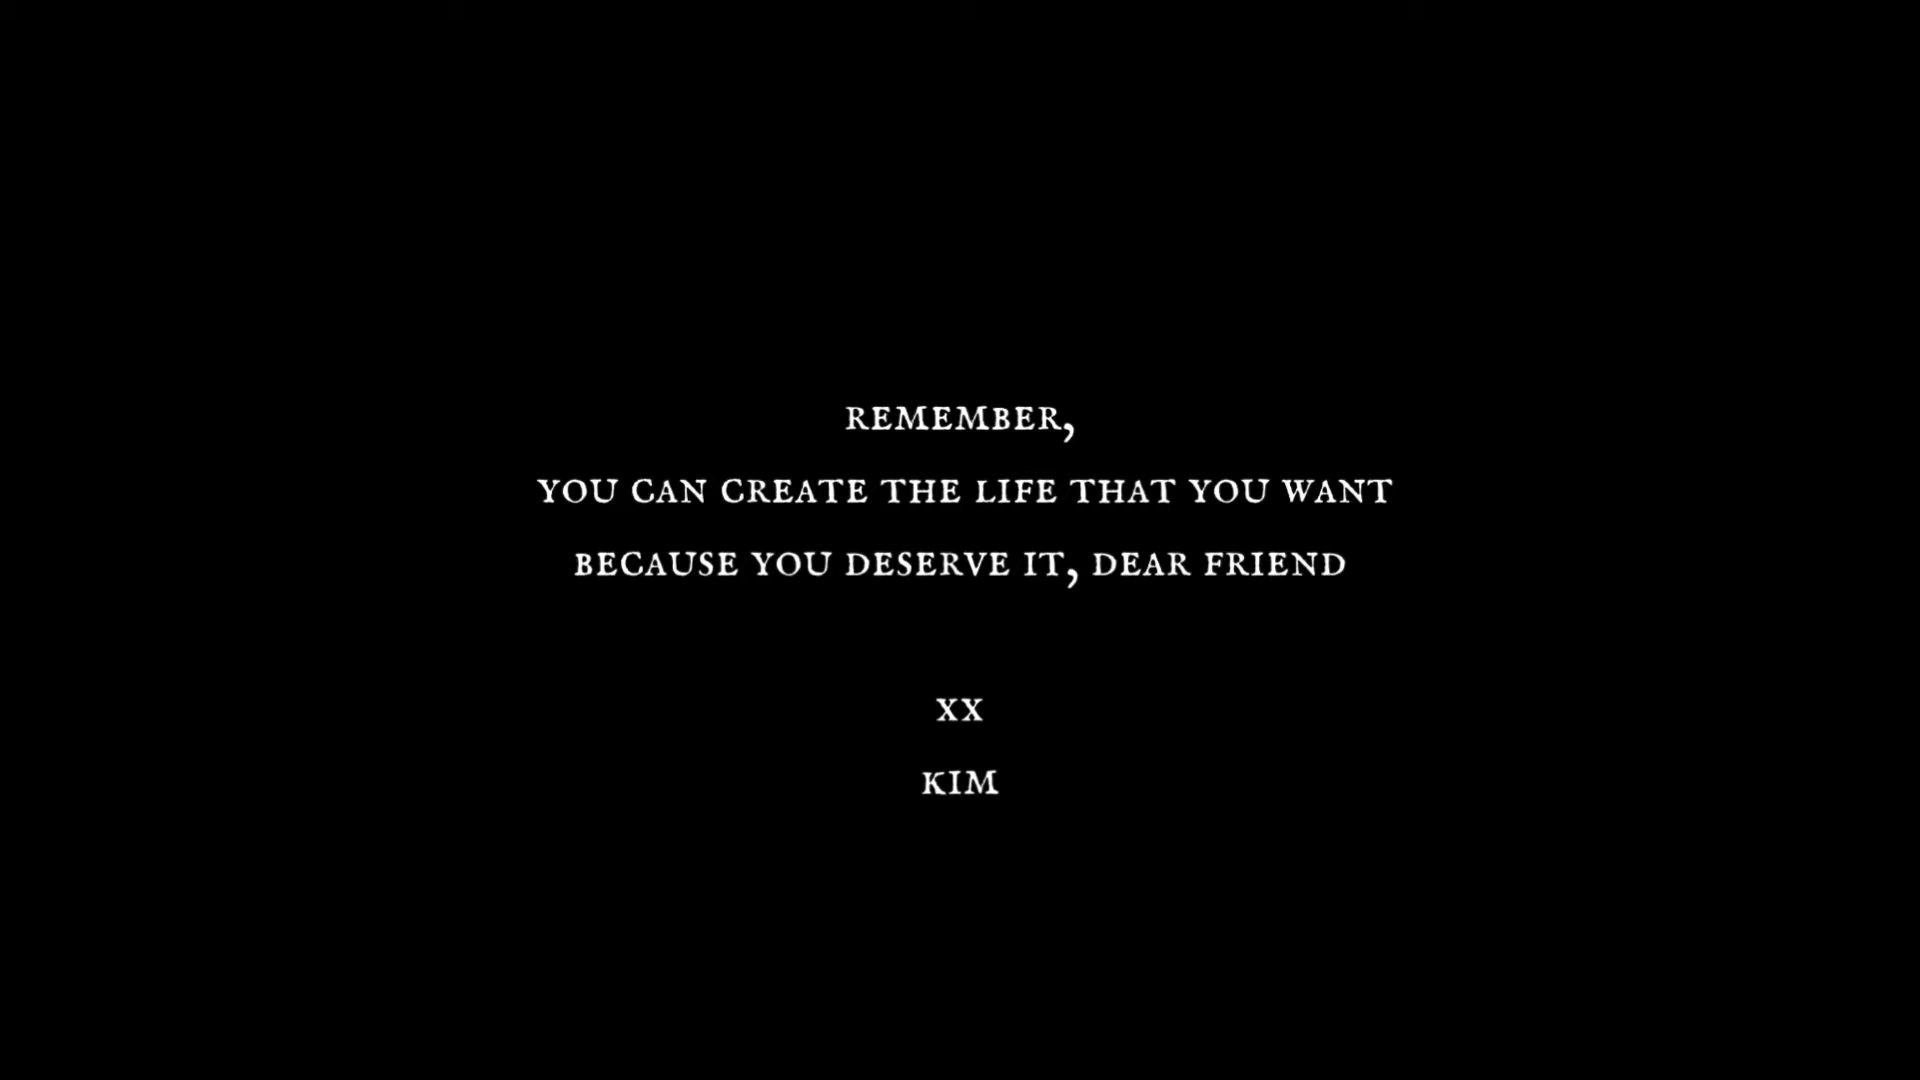 REMEMBER,
YOU CAN CREATE THE LIFE THAT YOU WANT
BECAUSE YOU DESERVE IT, DEAR FRIEND
XX
KIM